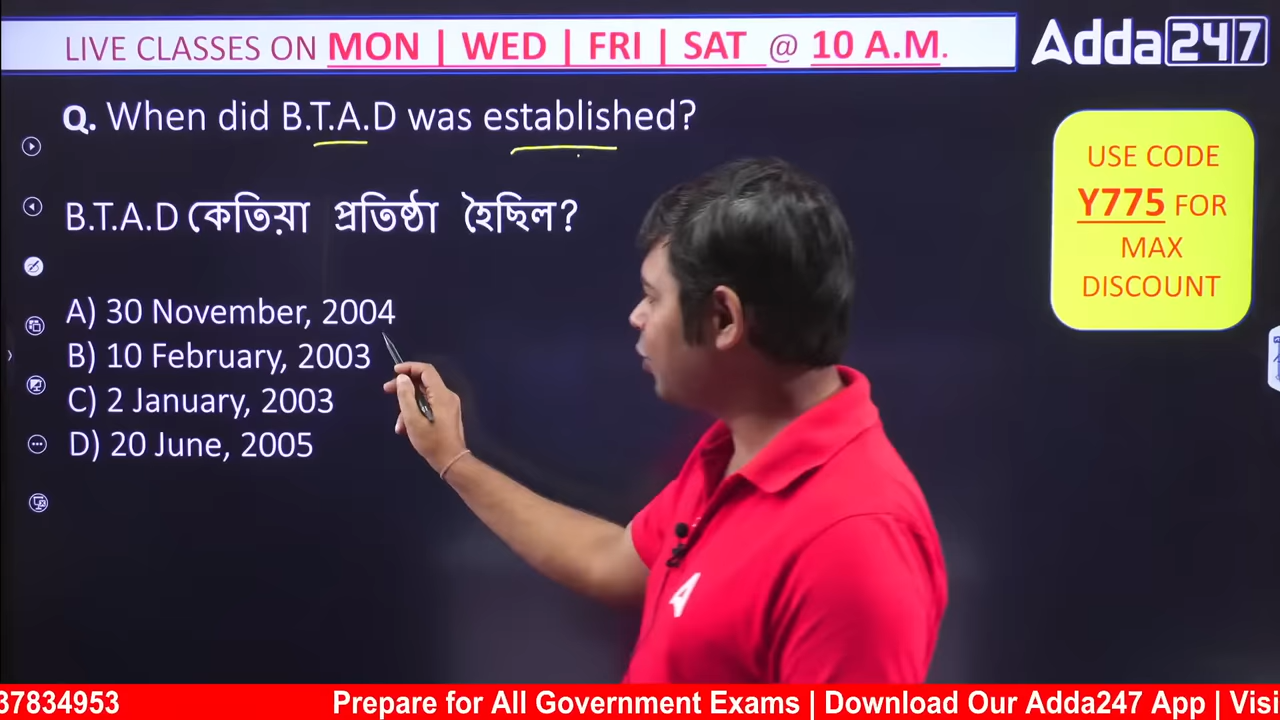 LIVE CLASSES ON MON | WED | FRI | SAT @ 10 A.M.
Adda247
Q. When did B.T.A.D was established?
B.T.A.D কেতিয়া প্ৰতিষ্ঠা হৈছিল?
A) 30 November, 2004
B) 10 February, 2003
C) 2 January, 2003
D) 20 June, 2005
USE CODE
Y775 FOR
MAX
DISCOUNT
37834953 Prepare for All Government Exams | Download Our Adda247 App | Visi